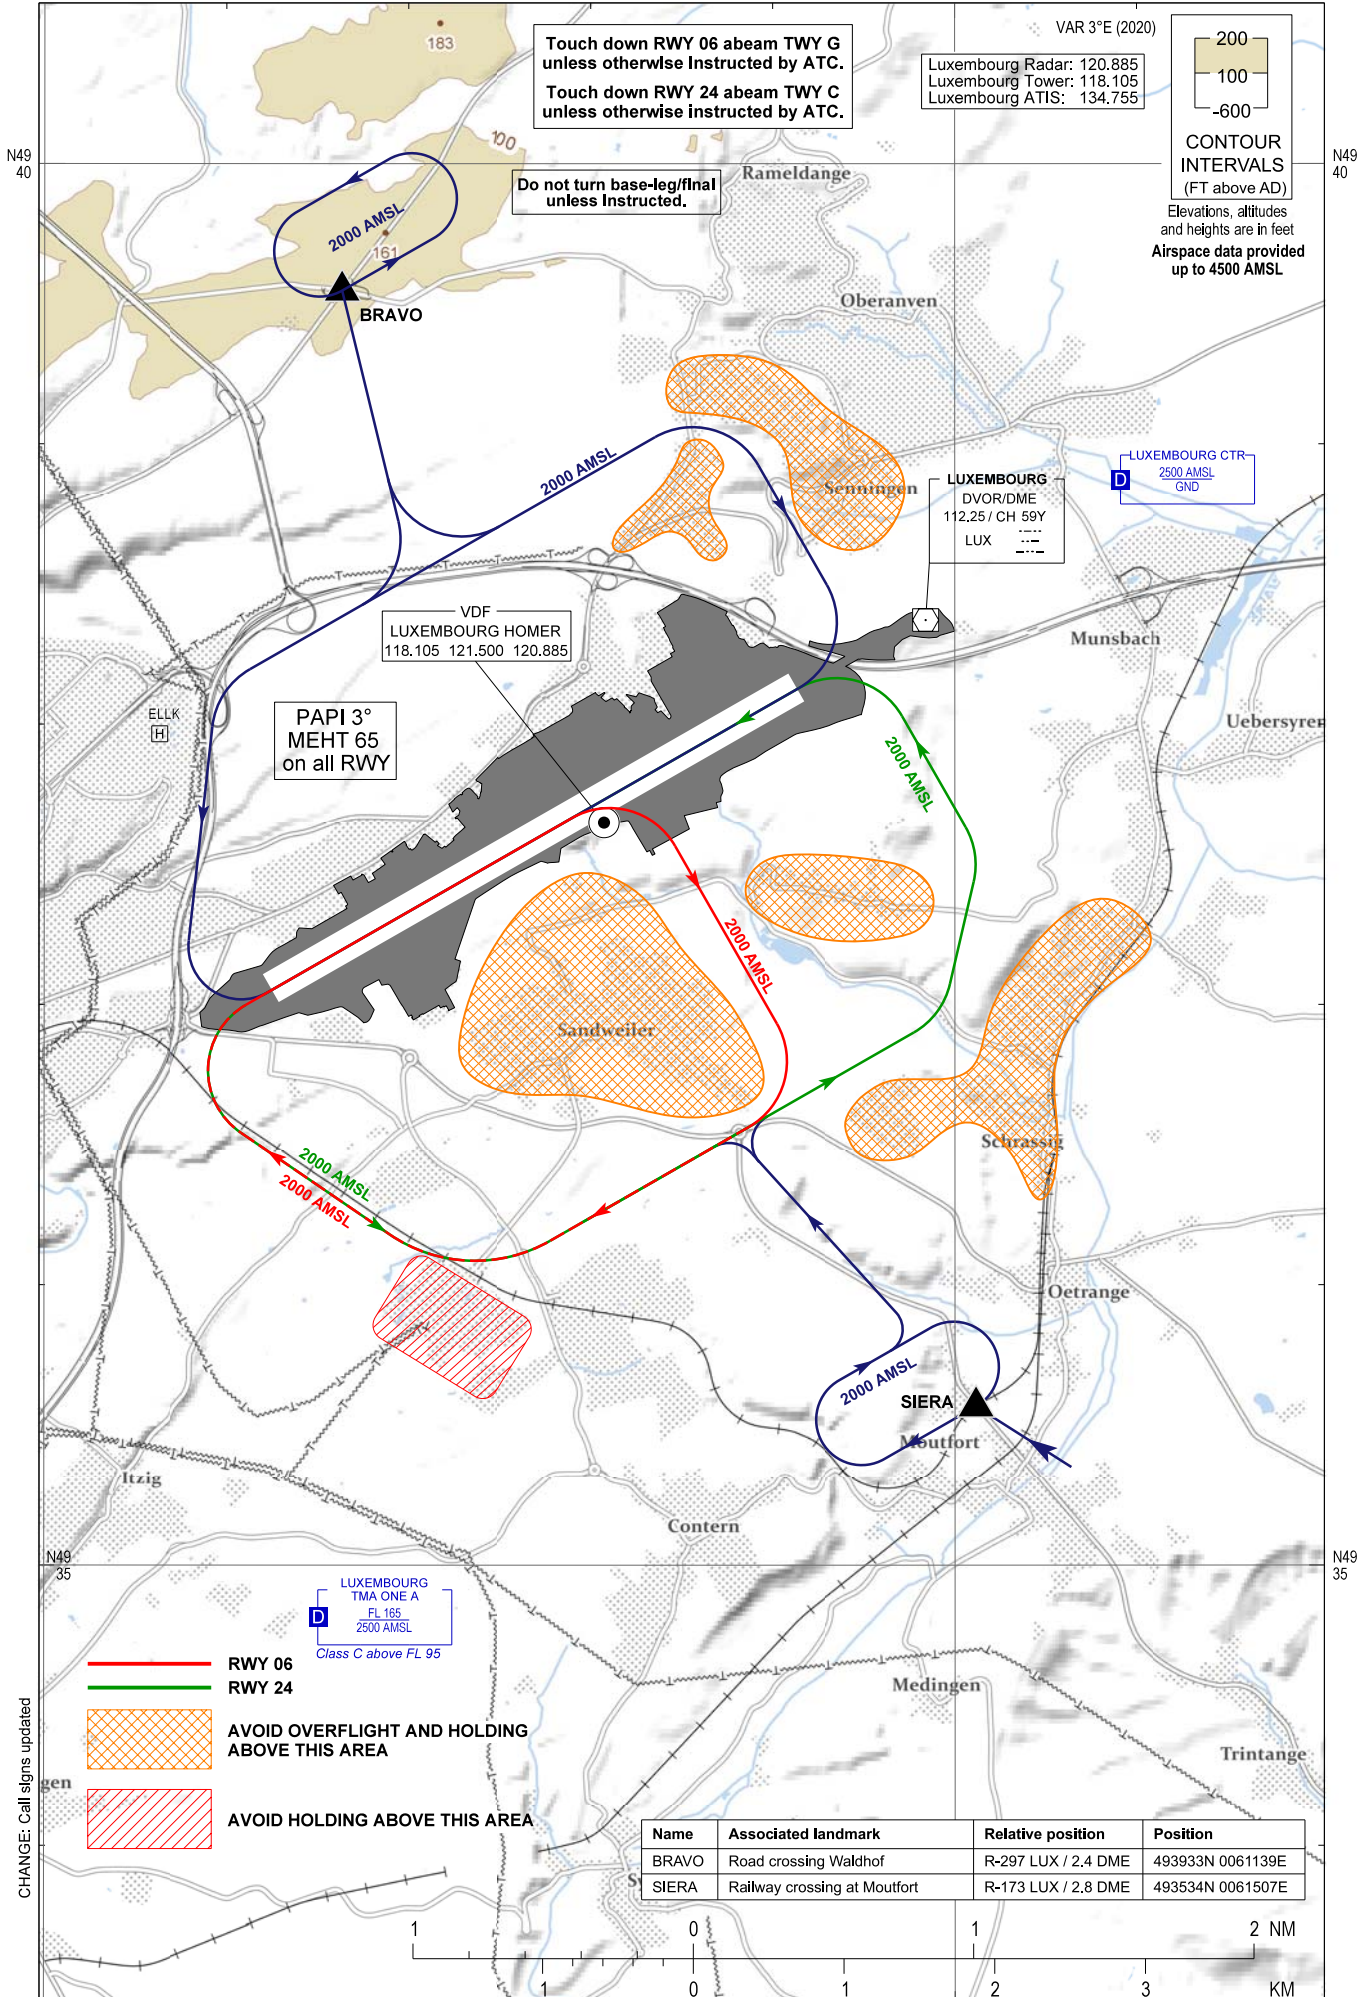 183
Touch down RWY 06 abeam TWY G
unless otherwise instructed by ATC.
Touch down RWY 24 abeam TWY C
unless otherwise instructed by ATC.
VAR 3°E (2020)
Luxembourg Radar: 120.885
Luxembourg Tower: 118.105
Luxembourg ATIS: 134.755
200
100
-600
CONTOUR
INTERVALS
(FT above AD)
Elevations, altitudes
and heights are in feet
Airspace data provided
up to 4500 AMSL
100
N49
40
N49
40
Do not turn base-leg/final
unless instructed.
Rameldange
2000 AMSL
161
BRAVO
Oberanven
2000 AMSL
Senningen
LUXEMBOURG
DVOR/DME
112.25 / CH 59Y
LUX
LUXEMBOURG CTR
D
2500 AMSL
GND
VDF
LUXEMBOURG HOMER
118.105 121.500 120.885
Munsbach
ELLK
H
PAPI 3°
MEHT 65
on all RWY
Uebersyren
2000 AMSL
2000 AMSL
Sandweiler
Schrassig
2000 AMSL
2000 AMSL
Oetrange
2000 AMSL
SIERA
Moutfort
Itzig
Contern
N49
35
N49
35
LUXEMBOURG
TMA ONE A
D
FL 165
2500 AMSL
Class C above FL 95
RWY 06
RWY 24
Medingen
AVOID OVERFLIGHT AND HOLDING
ABOVE THIS AREA
Trintange
gen
AVOID HOLDING ABOVE THIS AREA
CHANGE: Call signs updated
Name Associated landmark Relative position Position
BRAVO Road crossing Waldhof R-297 LUX / 2.4 DME 493933N 0061139E
SIERA Railway crossing at Moutfort R-173 LUX / 2.8 DME 493534N 0061507E
1 0 1 2 NM
1 0 1 2 3 KM